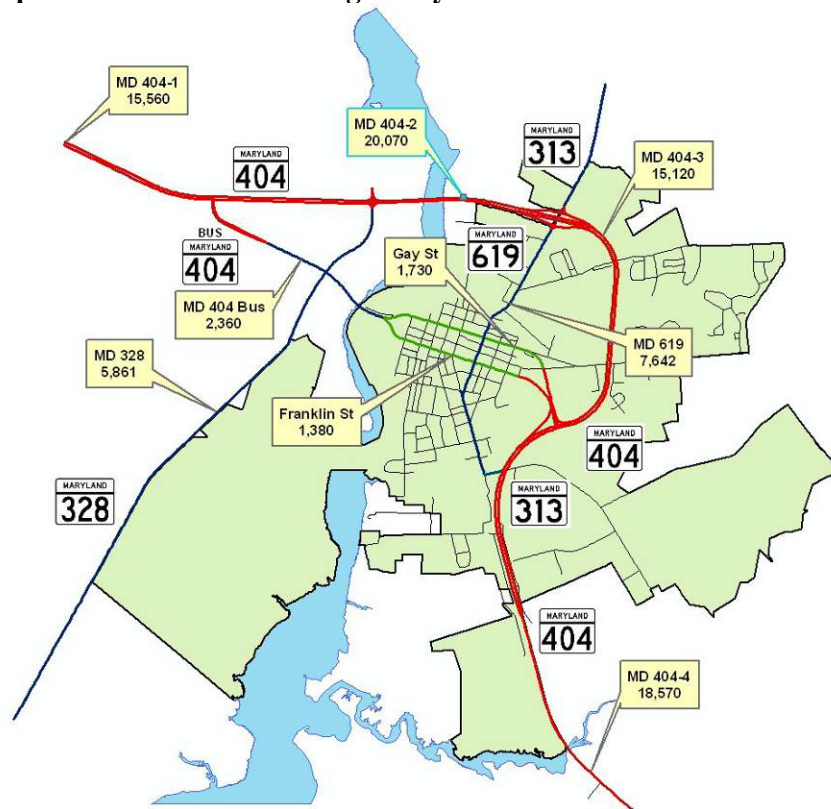 MD 404-1
15,560
MD 404-2
20,070
MARYLAND
313
MD 404-3
15,120
MARYLAND
404
BUS
MARYLAND
404
MARYLAND
619
Gay St
1,730
MD 404 Bus
2,360
MD 619
7,642
MD 328
5,861
Franklin St
1,380
MARYLAND
404
MARYLAND
328
MARYLAND
313
MARYLAND
404
MD 404-4
18,570